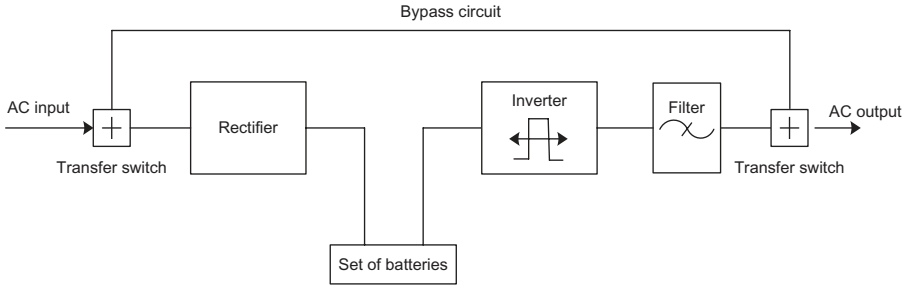 Bypass circuit
AC input
Rectifier
Inverter
Filter
AC output
Transfer switch
Transfer switch
Set of batteries